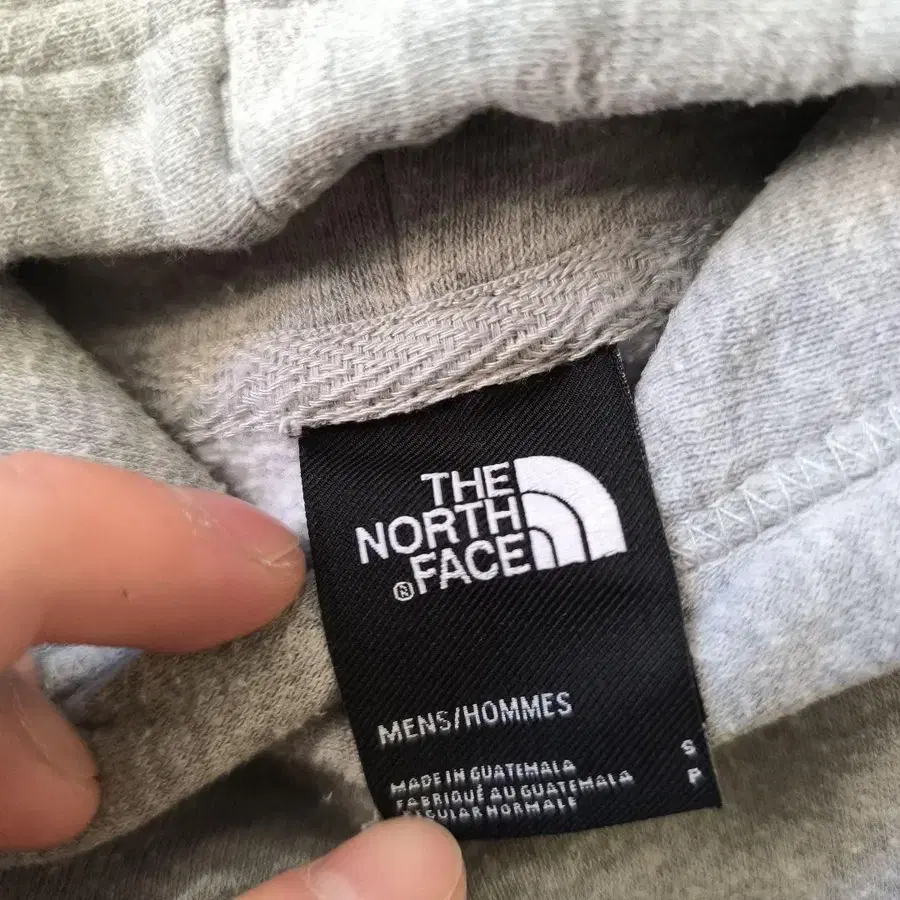 THE
NORTH
FACE
MENS/HOMMES
S
P
MADE IN GUATEMALA
FABRIQUÉ AU GUATEMALA
REGULAR NORMALE